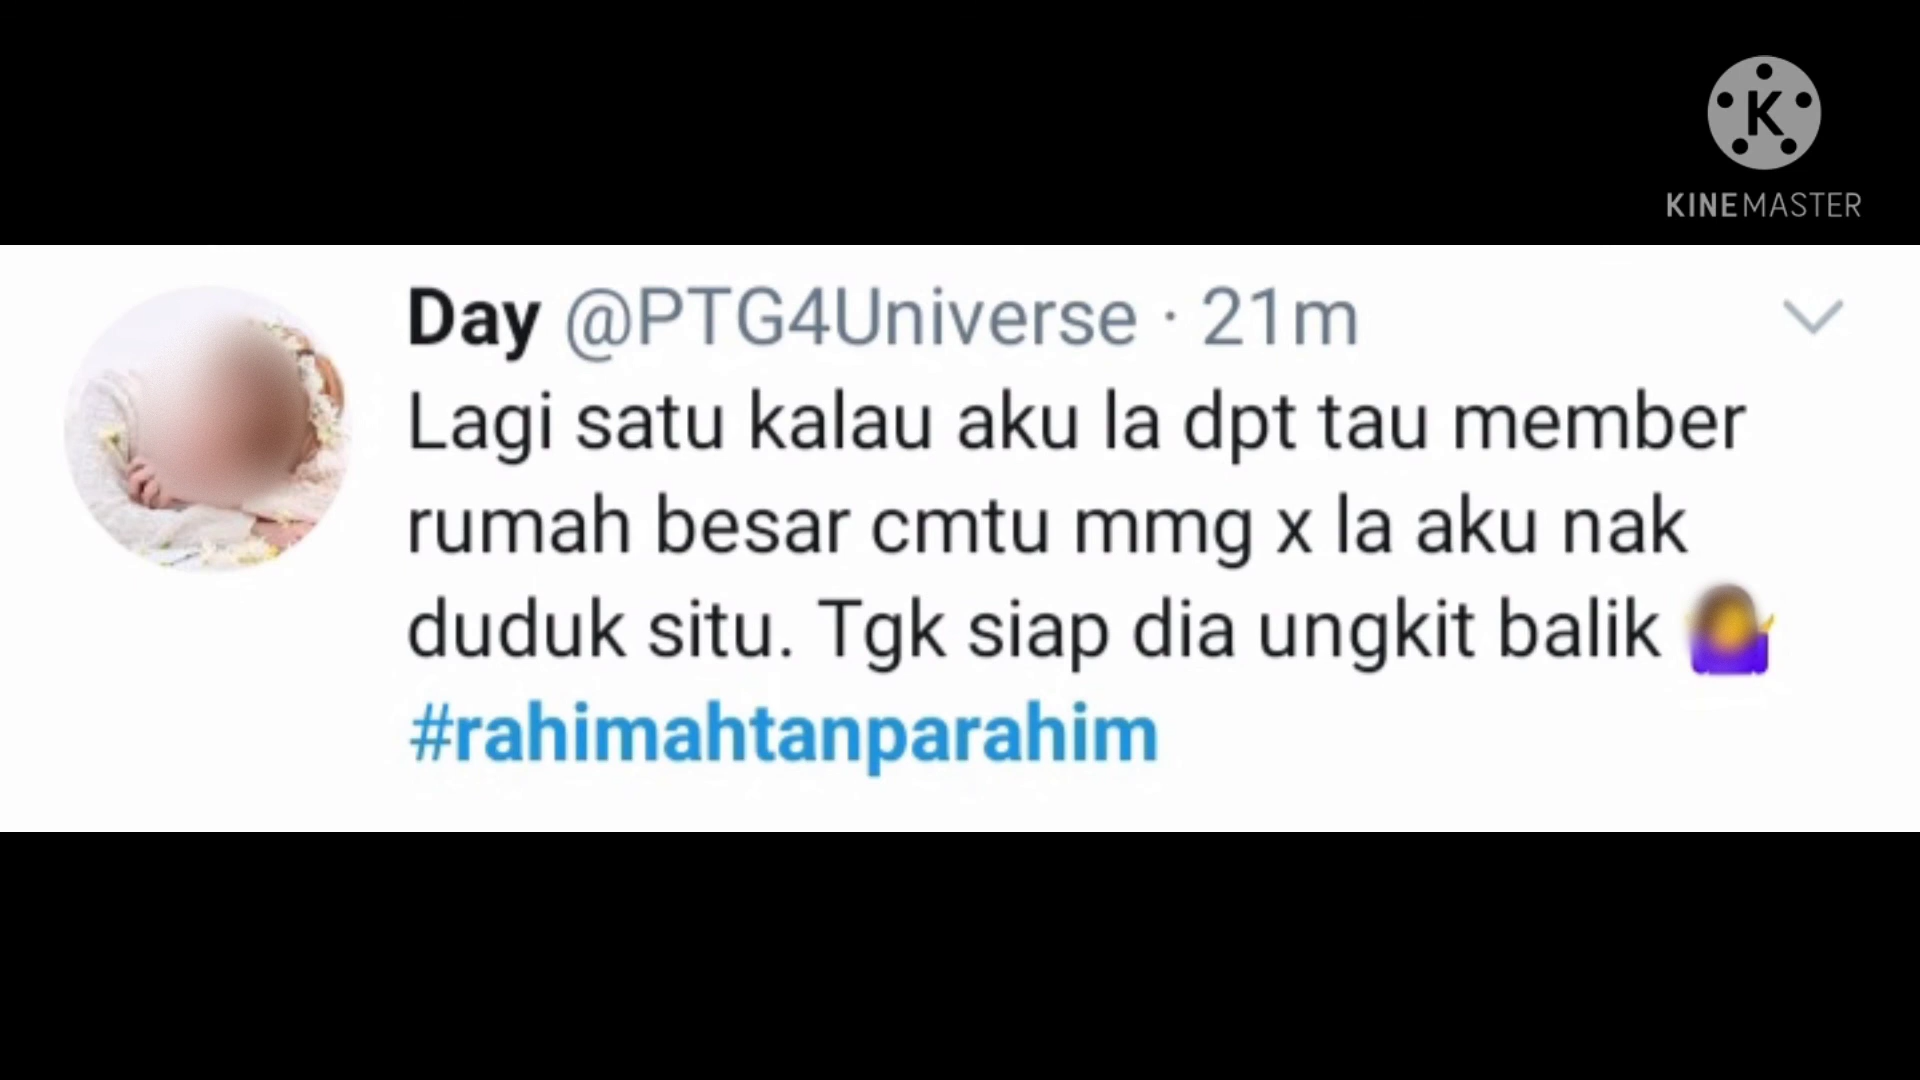 KINEMASTER
Day @PTG4Universe · 21m
Lagi satu kalau aku la dpt tau member
rumah besar cmtu mmg x la aku nak
duduk situ. Tgk siap dia ungkit balik 🤷‍♀️
#rahimahtanparahim